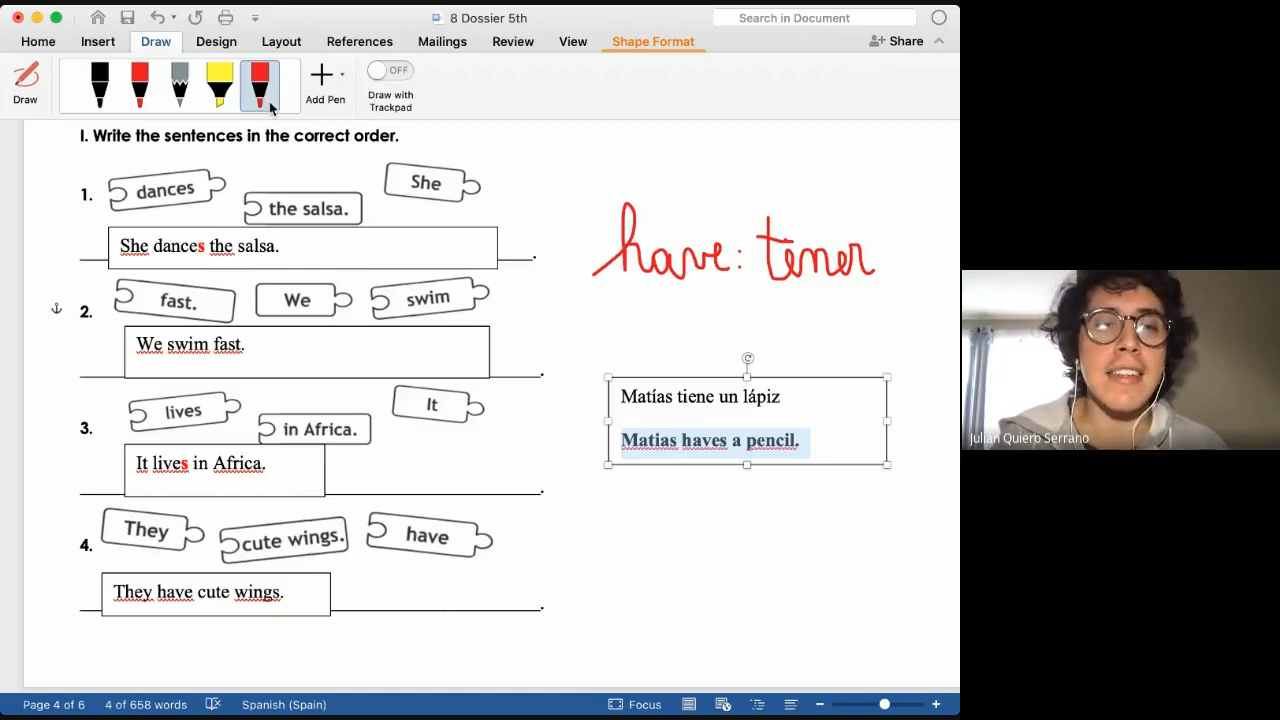 8 Dossier 5th
Search in Document
Home Insert Draw Design Layout References Mailings Review View Shape Format Share
Draw
Add Pen
OFF
Draw with
Trackpad
I. Write the sentences in the correct order.
1. dances the salsa. She
She dances the salsa.
2. fast. We swim
We swim fast.
3. lives in Africa. It
It lives in Africa.
4. They cute wings. have
They have cute wings.
have: tener
Matías tiene un lápiz
Matias haves a pencil.
Julián Quiero Serrano
Page 4 of 6 4 of 658 words Spanish (Spain) Focus